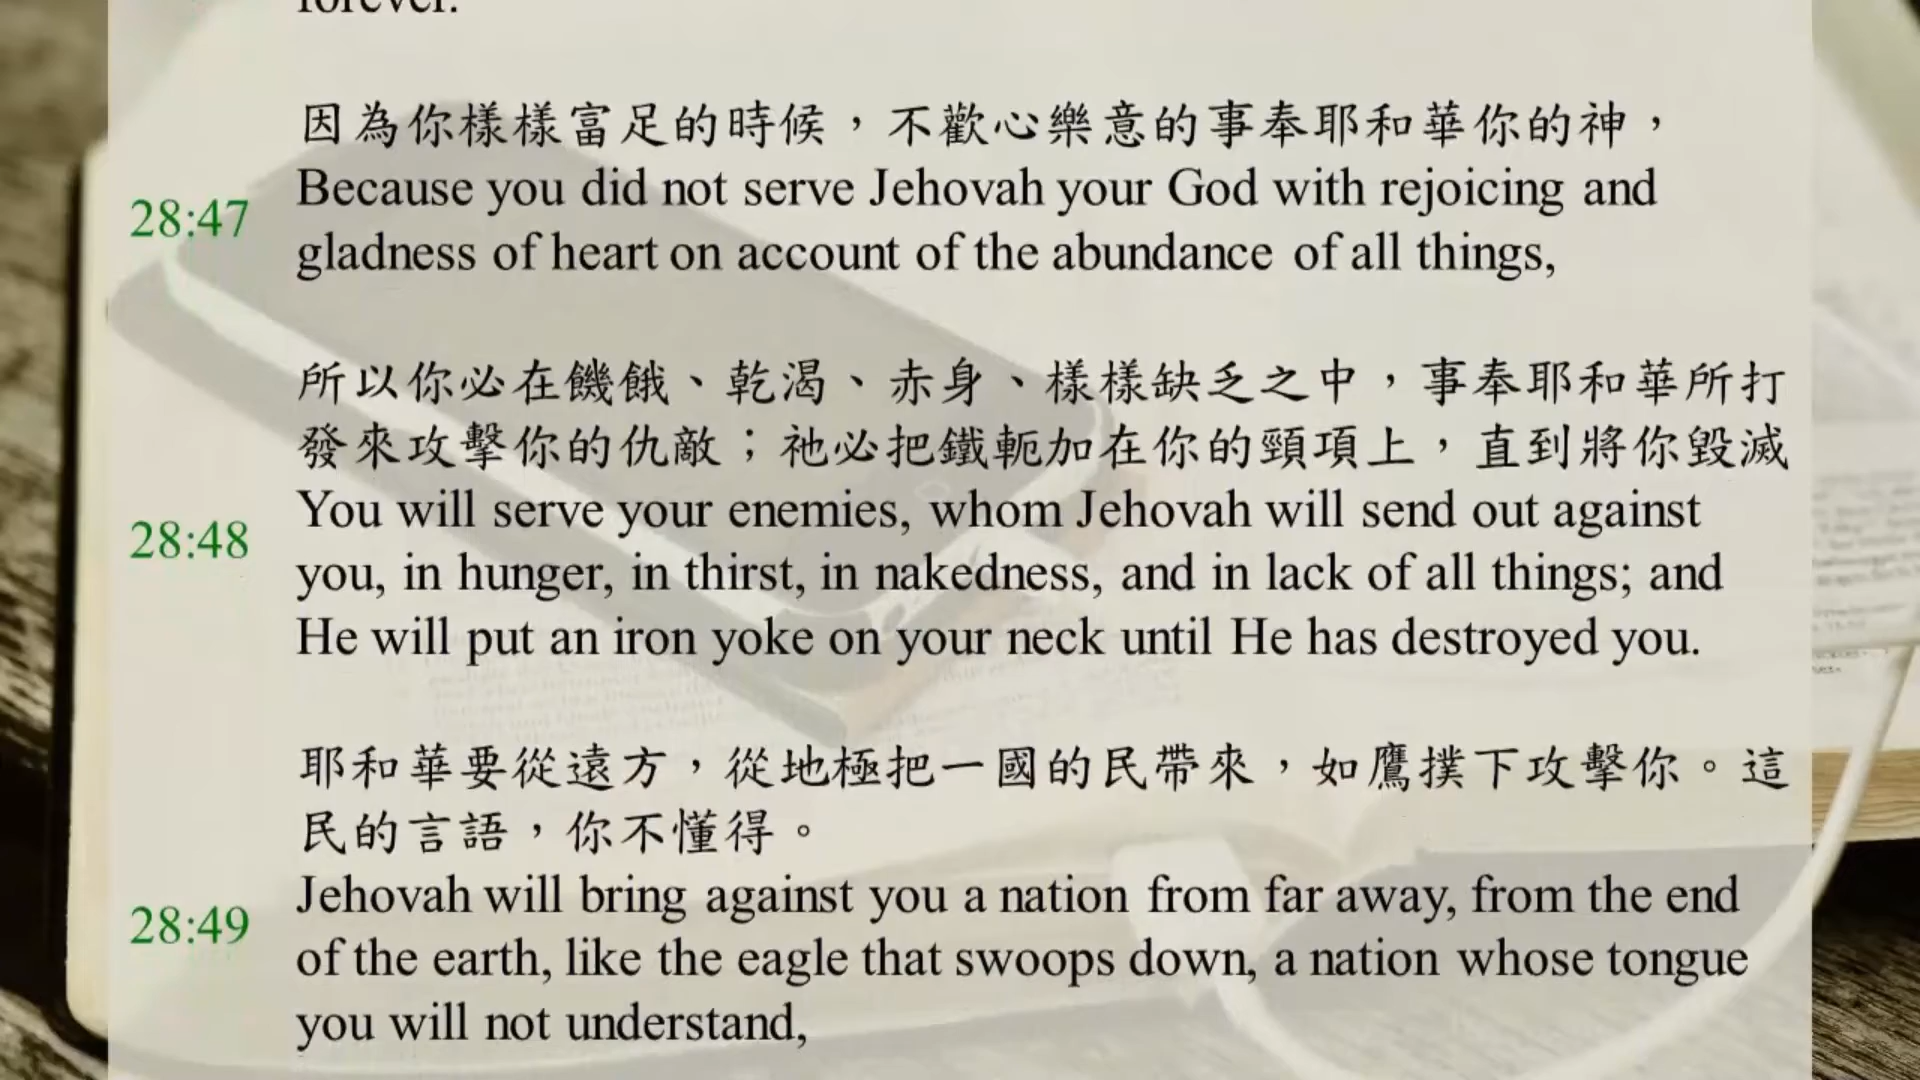 forever.
因為你樣樣富足的時候，不歡心樂意的事奉耶和華你的神，
28:47
Because you did not serve Jehovah your God with rejoicing and
gladness of heart on account of the abundance of all things,
所以你必在饑餓、乾渴、赤身、樣樣缺乏之中，事奉耶和華所打
發來攻擊你的仇敵；祂必把鐵軛加在你的頸項上，直到將你毀滅
28:48
You will serve your enemies, whom Jehovah will send out against
you, in hunger, in thirst, in nakedness, and in lack of all things; and
He will put an iron yoke on your neck until He has destroyed you.
耶和華要從遠方，從地極把一國的民帶來，如鷹撲下攻擊你。這
民的言語，你不懂得。
28:49
Jehovah will bring against you a nation from far away, from the end
of the earth, like the eagle that swoops down, a nation whose tongue
you will not understand,